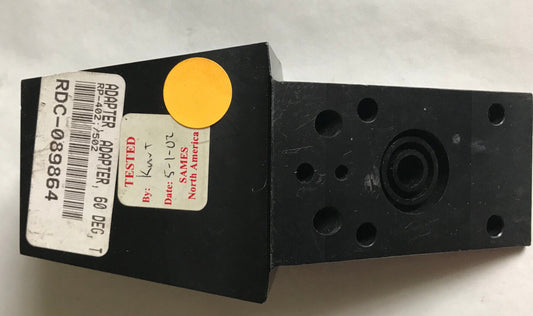 ADAPTER ADAPTER, 60 DEG, T
RP-402;/502
RDC-089864
TESTED
By: Kurt
Date: 5-1-02
SAMES
North America